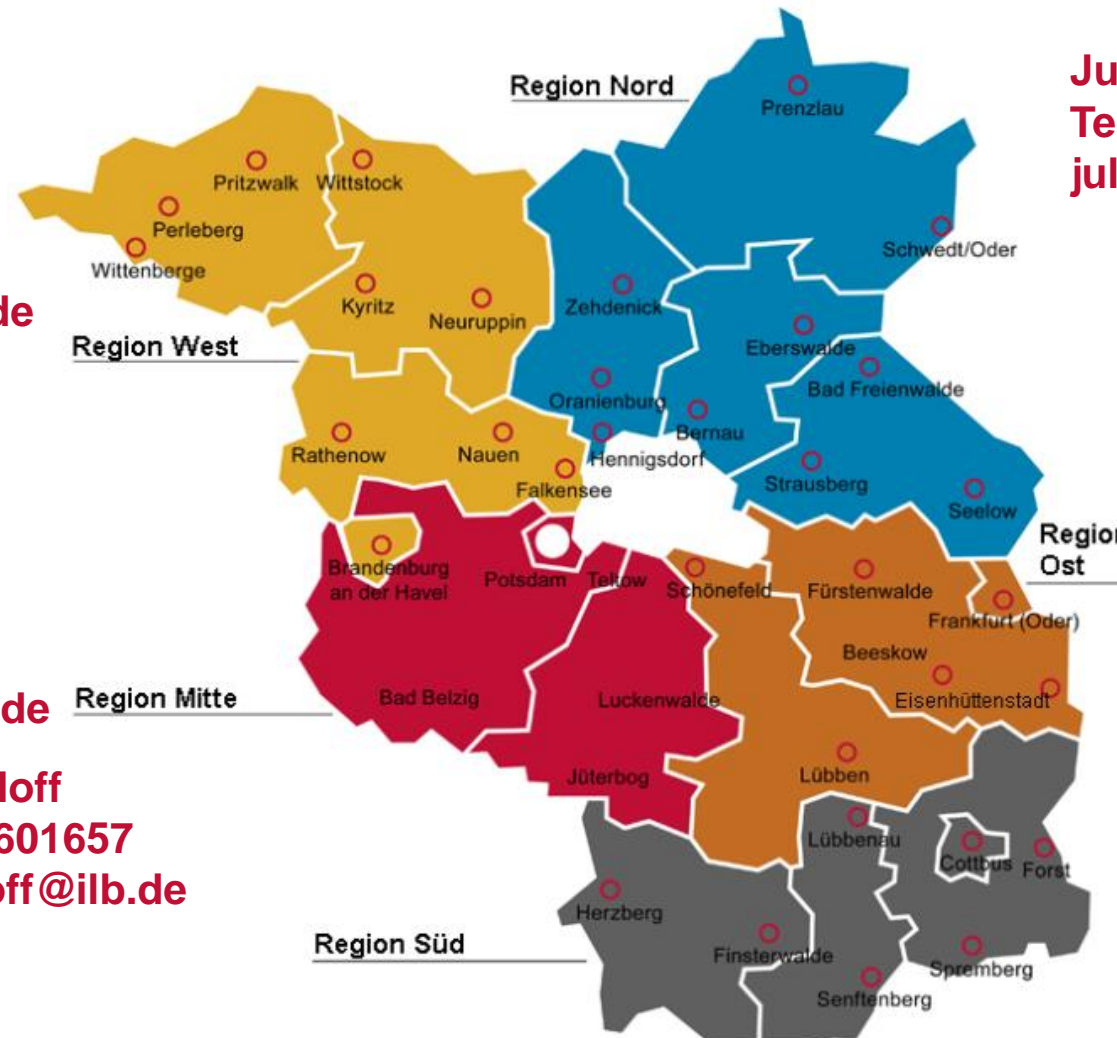 Region Nord
Prenzlau
Pritzwalk
Wittstock
Perleberg
Wittenberge
Schwedt/Oder
Kyritz
Neuruppin
Zehdenick
Region West
Eberswalde
Bad Freienwalde
Oranienburg
Bernau
Rathenow
Nauen
Hennigsdorf
Falkensee
Strausberg
Seelow
Ost
Brandenburg
an der Havel
Potsdam
Teltow
Schönefeld
Fürstenwalde
Frankfurt (Oder)
Beeskow
Region Mitte
Bad Belzig
Luckenwalde
Eisenhüttenstadt
Jüterbog
Lübben
601657
off@ilb.de
Lübbenau
Cottbus
Forst
Herzberg
Region Süd
Finsterwalde
Spremberg
Senftenberg